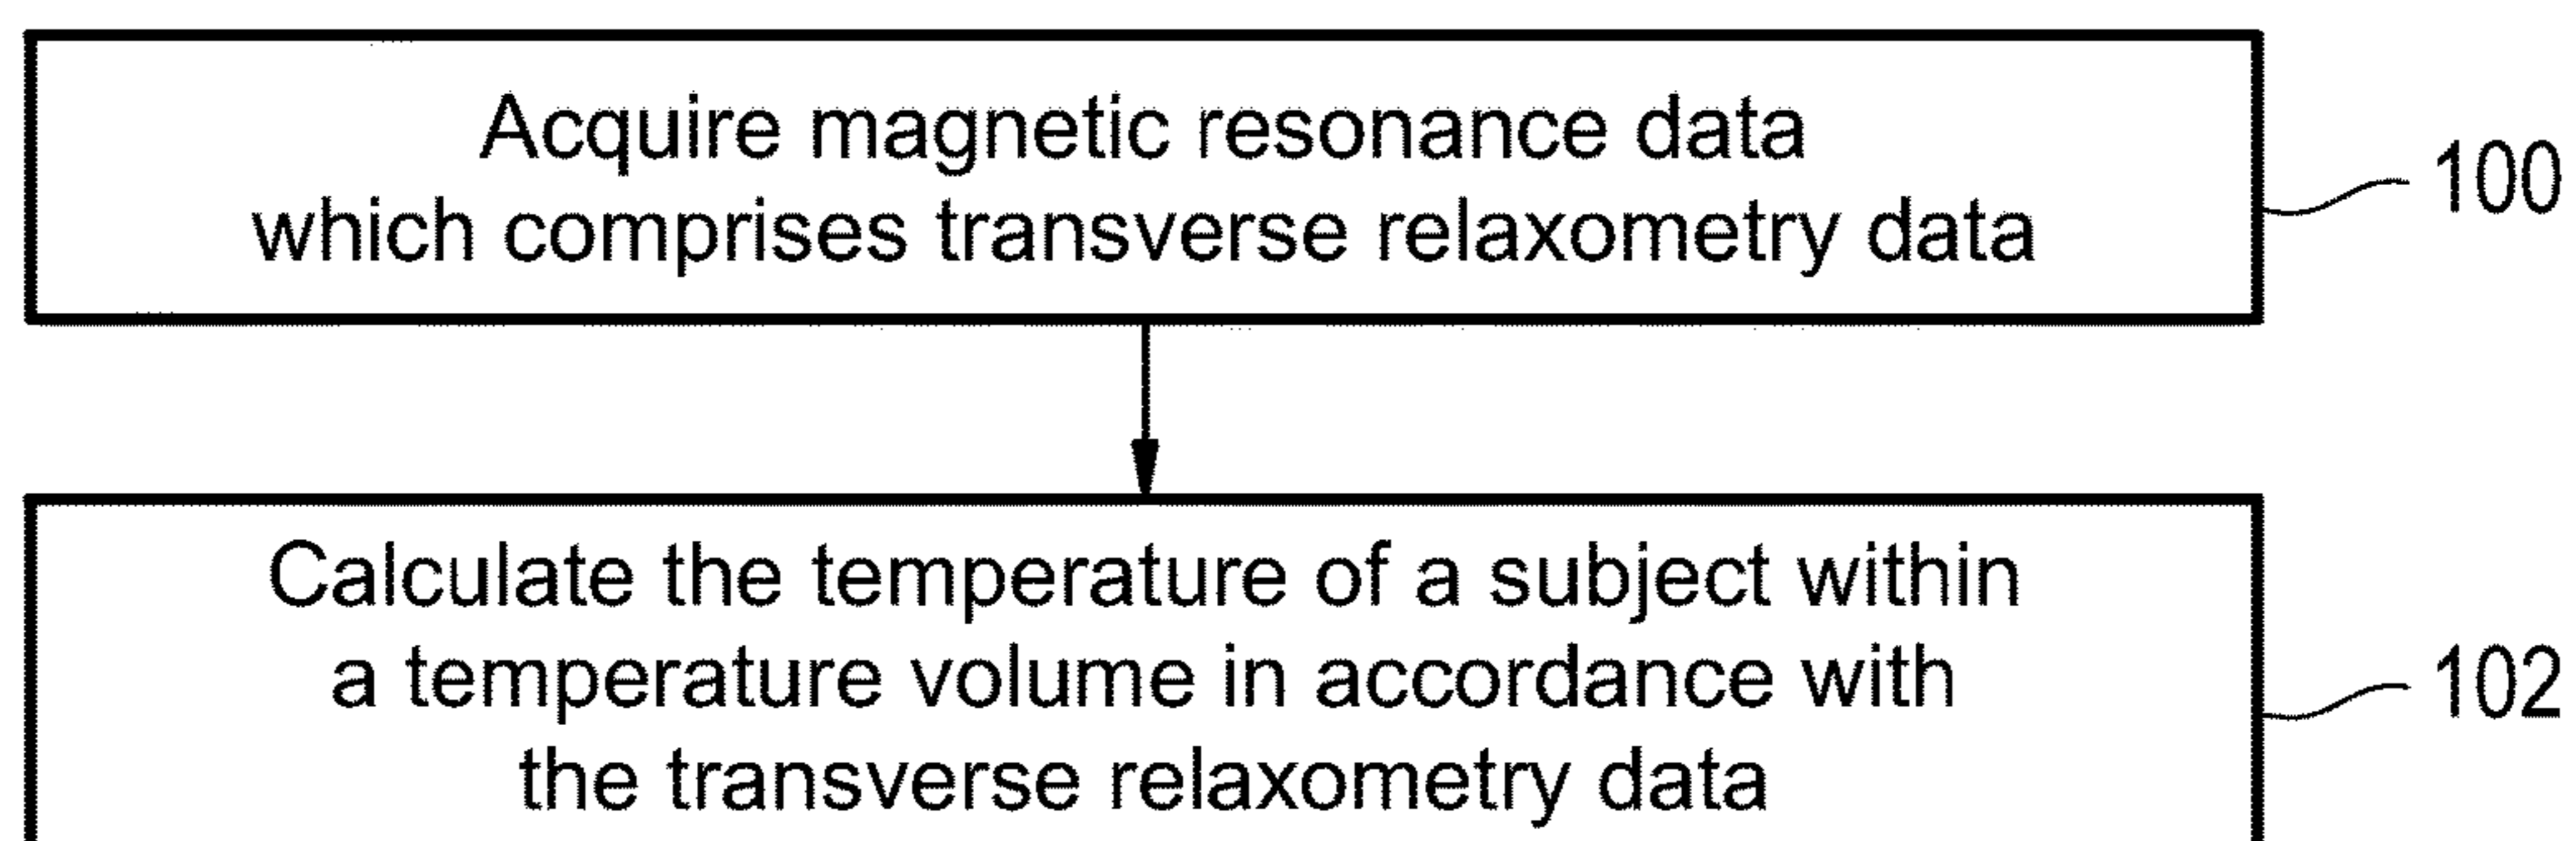 Acquire magnetic resonance data
which comprises transverse relaxometry data
100
Calculate the temperature of a subject within
a temperature volume in accordance with
the transverse relaxometry data
102